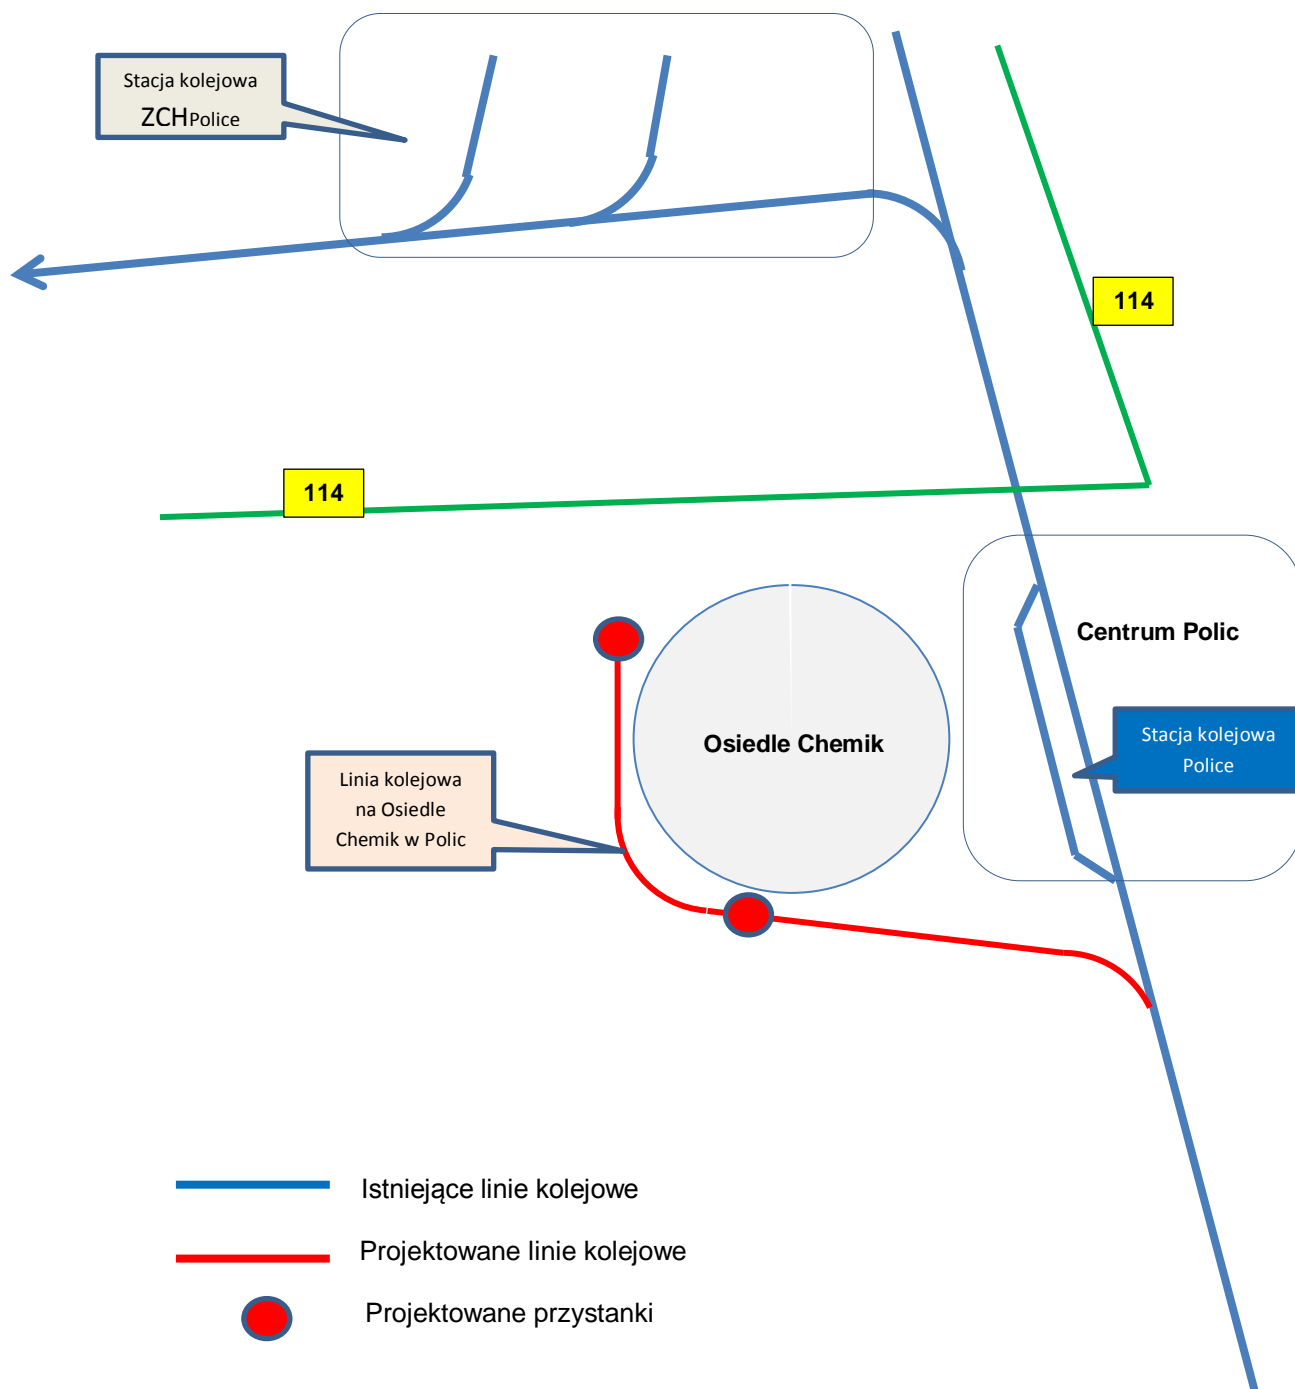 Stacja kolejowa
ZCHPolice
114
114
Centrum Polic
Osiedle Chemik
Stacja kolejowa
Police
Linia kolejowa
na Osiedle
Chemik w Polic
Istniejące linie kolejowe
Projektowane linie kolejowe
Projektowane przystanki